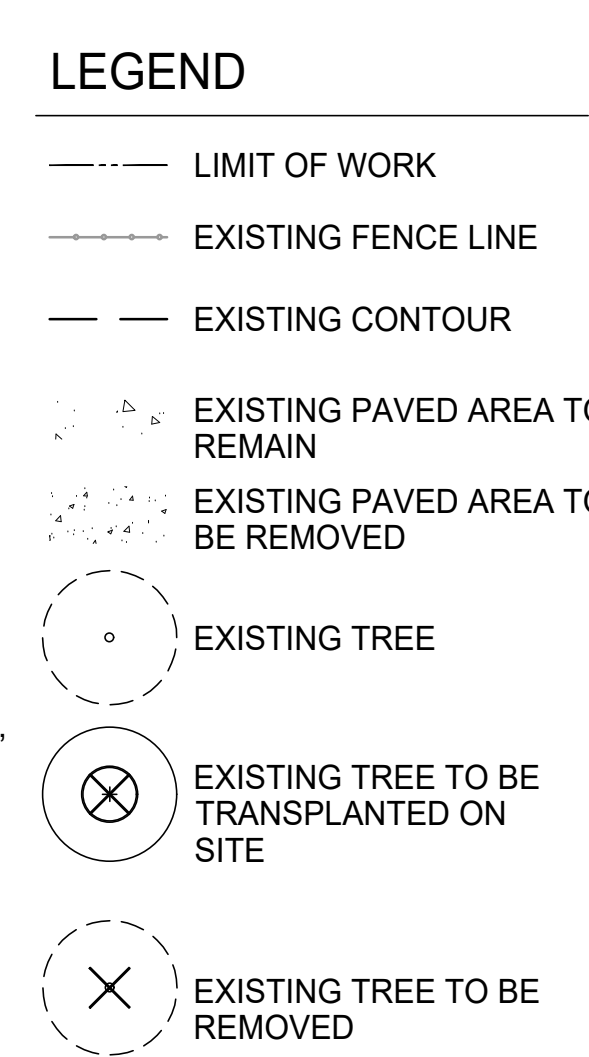 LEGEND
LIMIT OF WORK
EXISTING FENCE LINE
EXISTING CONTOUR
EXISTING PAVED AREA TO
REMAIN
EXISTING PAVED AREA TO
BE REMOVED
EXISTING TREE
,
EXISTING TREE TO BE
TRANSPLANTED ON
SITE
EXISTING TREE TO BE
REMOVED